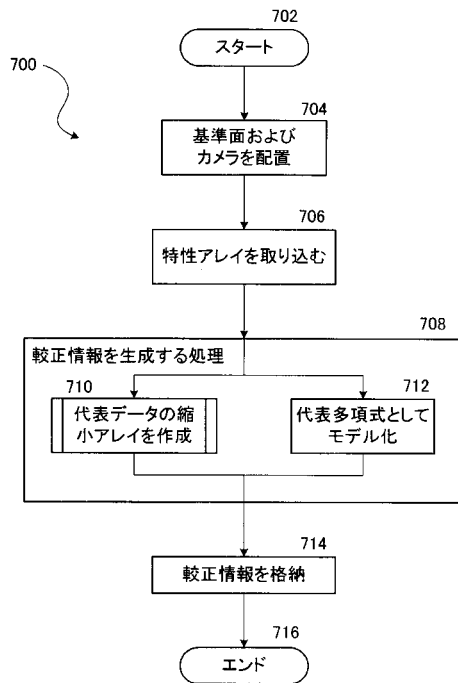 702
スタート
700
704
基準面および
カメラを配置
706
特性アレイを取り込む
708
較正情報を生成する処理
710
代表データの縮
小アレイを作成
712
代表多項式として
モデル化
714
較正情報を格納
716
エンド